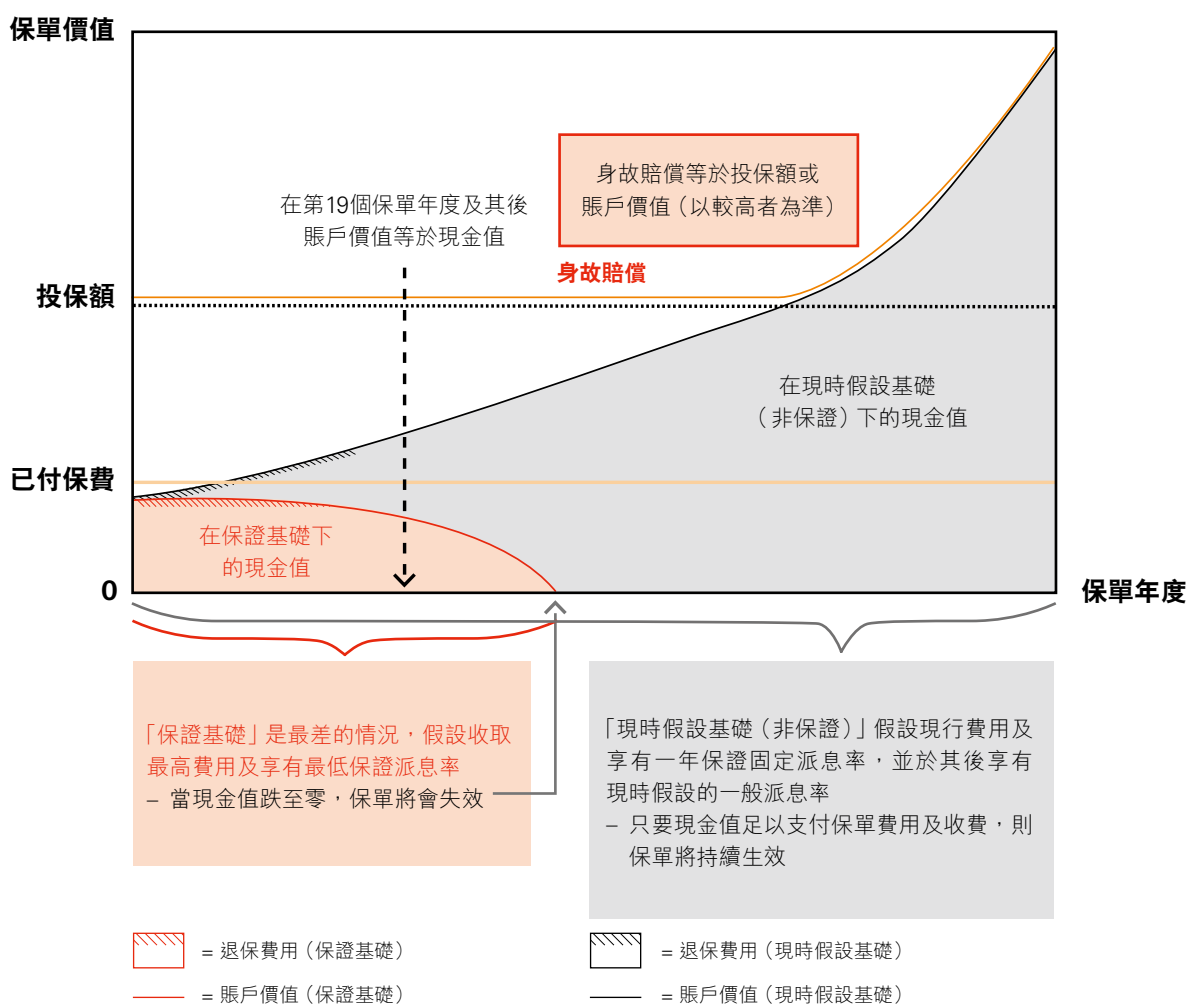 保單價值
身故賠償等於投保額或
賬戶價值（以較高者為準）
在第19個保單年度及其後
賬戶價值等於現金值
身故賠償
投保額
在現時假設基礎
（非保證）下的現金值
已付保費
在保證基礎下
的現金值
0
保單年度
「保證基礎」是最差的情況，假設收取
最高費用及享有最低保證派息率
– 當現金值跌至零，保單將會失效
「現時假設基礎（非保證）」假設現行費用及
享有一年保證固定派息率，並於其後享有
現時假設的一般派息率
– 只要現金值足以支付保單費用及收費，則
保單將持續生效
= 退保費用（保證基礎）
= 退保費用（現時假設基礎）
= 賬戶價值（保證基礎）
= 賬戶價值（現時假設基礎）